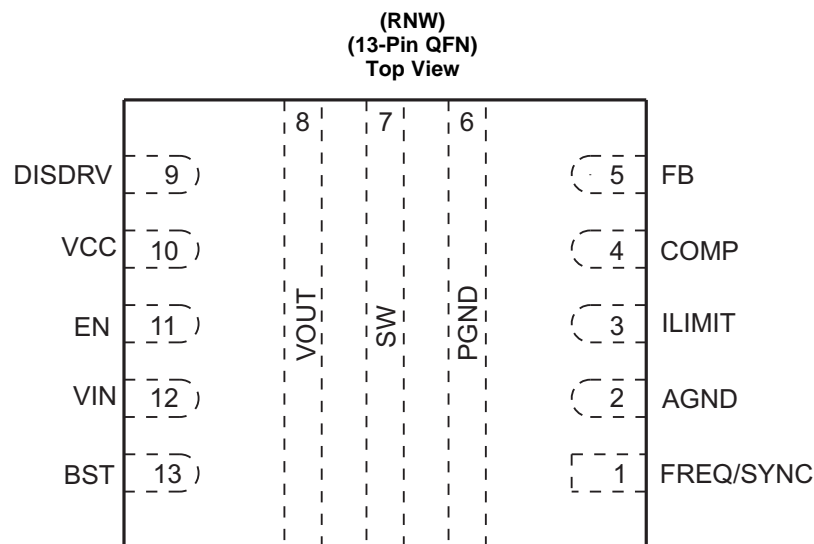 (RNW)
(13-Pin QFN)
Top View
8 7 6
DISDRV 9 5 FB
VCC 10 4 COMP
EN 11 VOUT SW PGND 3 ILIMIT
VIN 12 2 AGND
BST 13 1 FREQ/SYNC